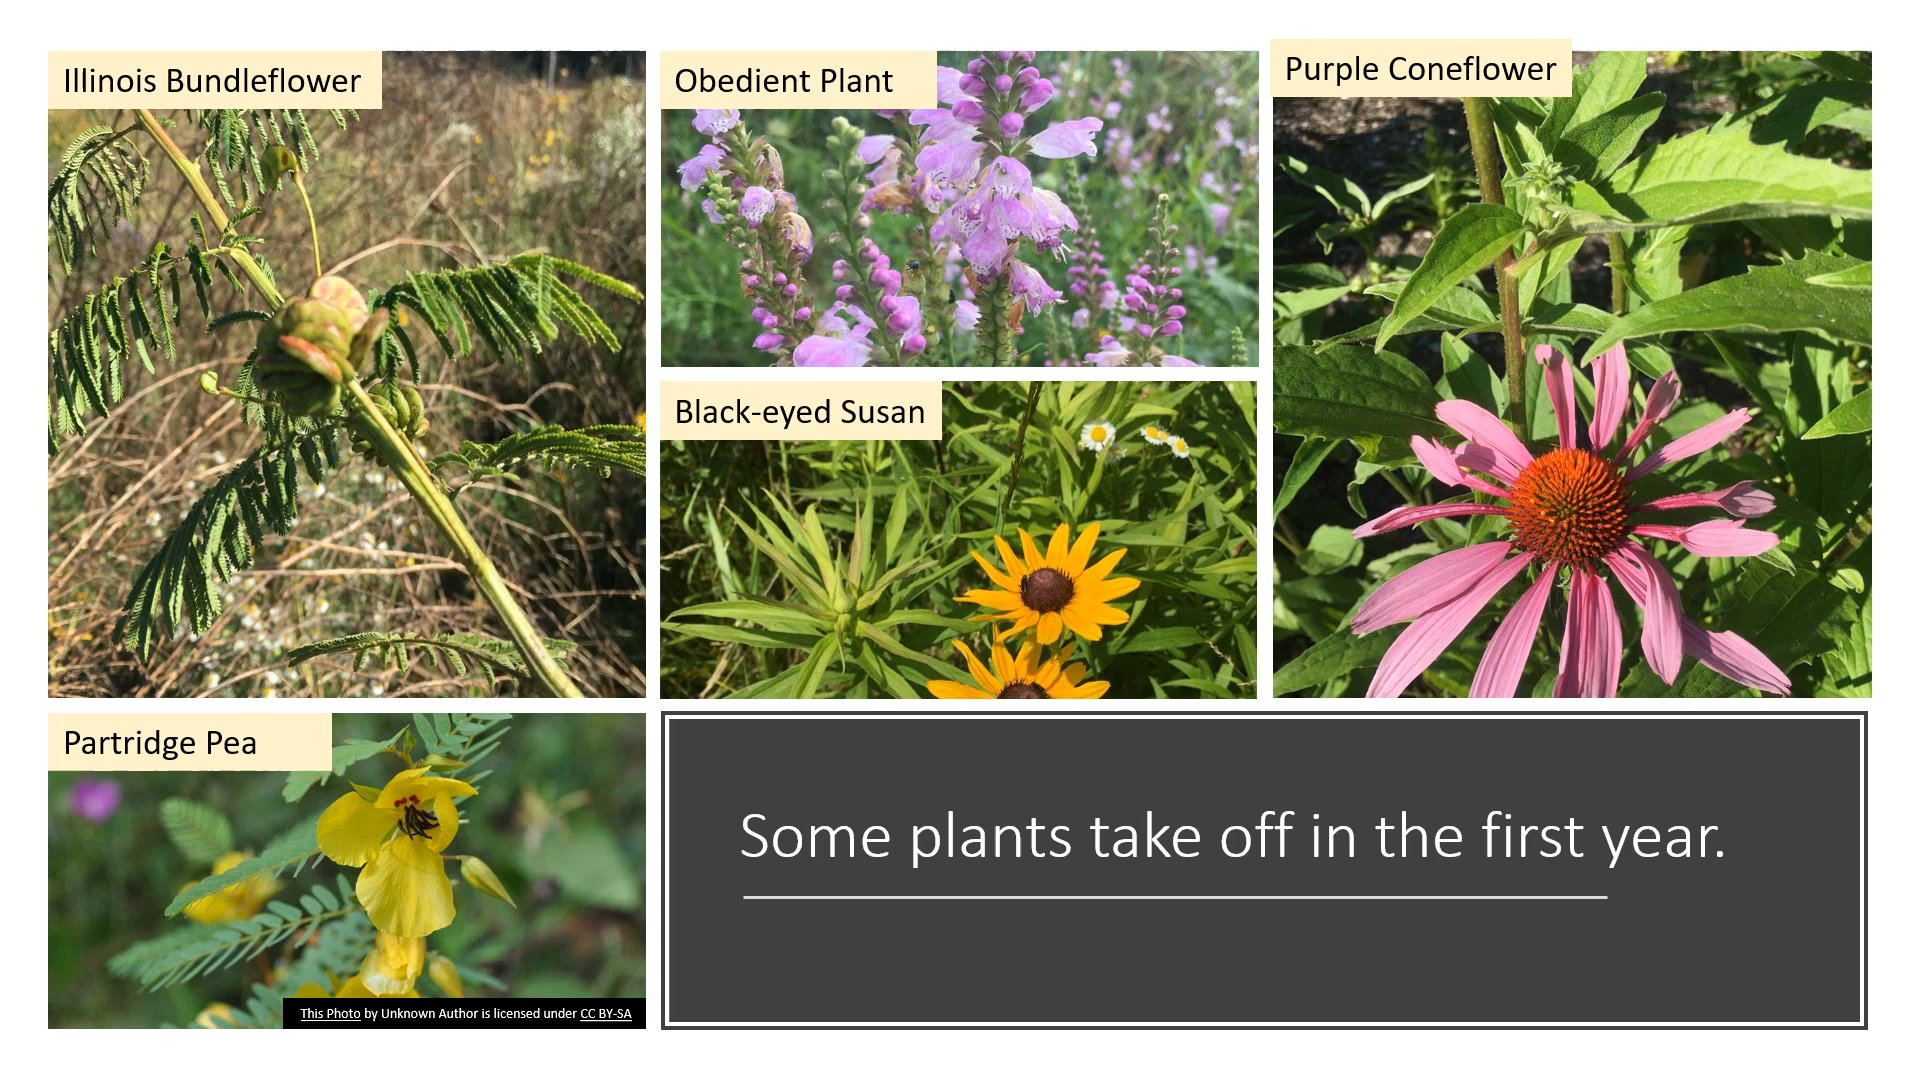 Illinois Bundleflower
Obedient Plant
Purple Coneflower
Black-eyed Susan
Partridge Pea
Some plants take off in the first year.
This Photo by Unknown Author is licensed under CC BY-SA